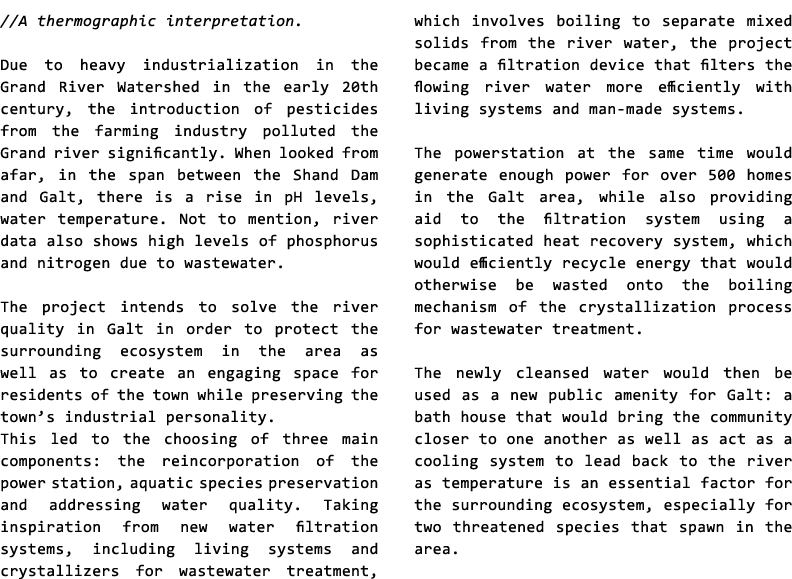 //A thermographic interpretation.
Due to heavy industrialization in the
Grand River Watershed in the early 20th
century, the introduction of pesticides
from the farming industry polluted the
Grand river significantly. When looked from
afar, in the span between the Shand Dam
and Galt, there is a rise in pH levels,
water temperature. Not to mention, river
data also shows high levels of phosphorus
and nitrogen due to wastewater.
The project intends to solve the river
quality in Galt in order to protect the
surrounding ecosystem in the area as
well as to create an engaging space for
residents of the town while preserving the
town’s industrial personality.
This led to the choosing of three main
components: the reincorporation of the
power station, aquatic species preservation
and addressing water quality. Taking
inspiration from new water filtration
systems, including living systems and
crystallizers for wastewater treatment,
which involves boiling to separate mixed
solids from the river water, the project
became a filtration device that filters the
flowing river water more efficiently with
living systems and man-made systems.
The powerstation at the same time would
generate enough power for over 500 homes
in the Galt area, while also providing
aid to the filtration system using a
sophisticated heat recovery system, which
would efficiently recycle energy that would
otherwise be wasted onto the boiling
mechanism of the crystallization process
for wastewater treatment.
The newly cleansed water would then be
used as a new public amenity for Galt: a
bath house that would bring the community
closer to one another as well as act as a
cooling system to lead back to the river
as temperature is an essential factor for
the surrounding ecosystem, especially for
two threatened species that spawn in the
area.